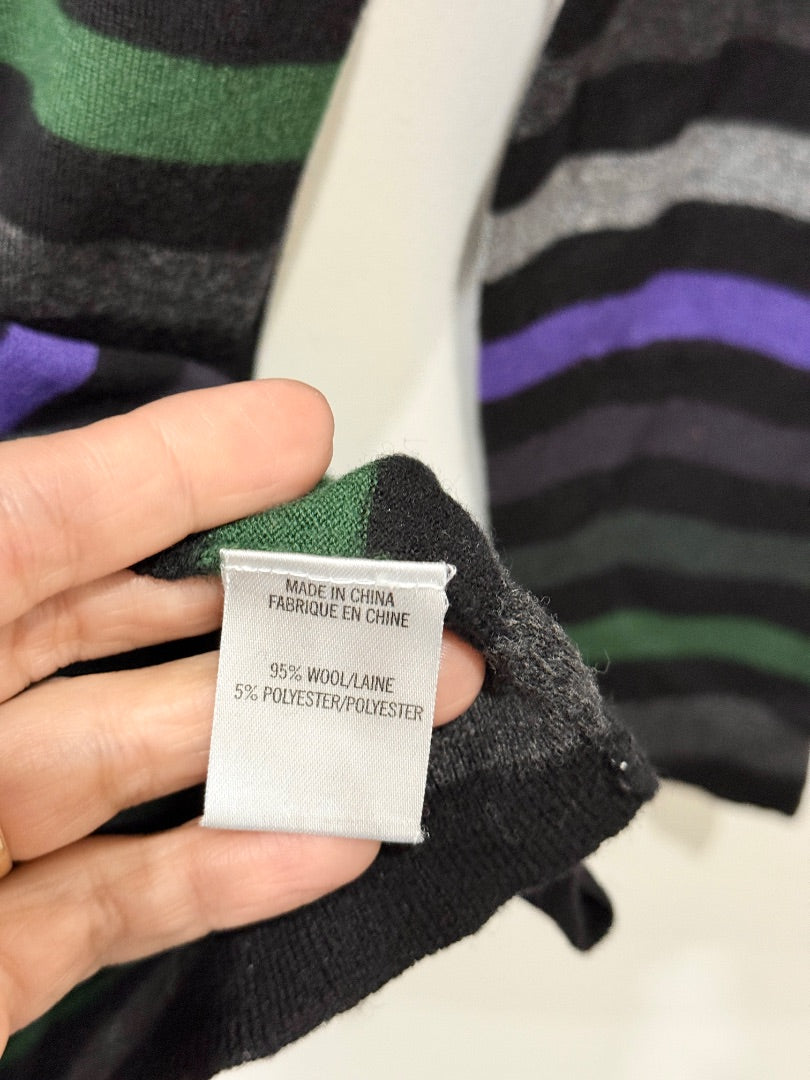 MADE IN CHINA
FABRIQUE EN CHINE
95% WOOL/LAINE
5% POLYESTER/POLYESTER